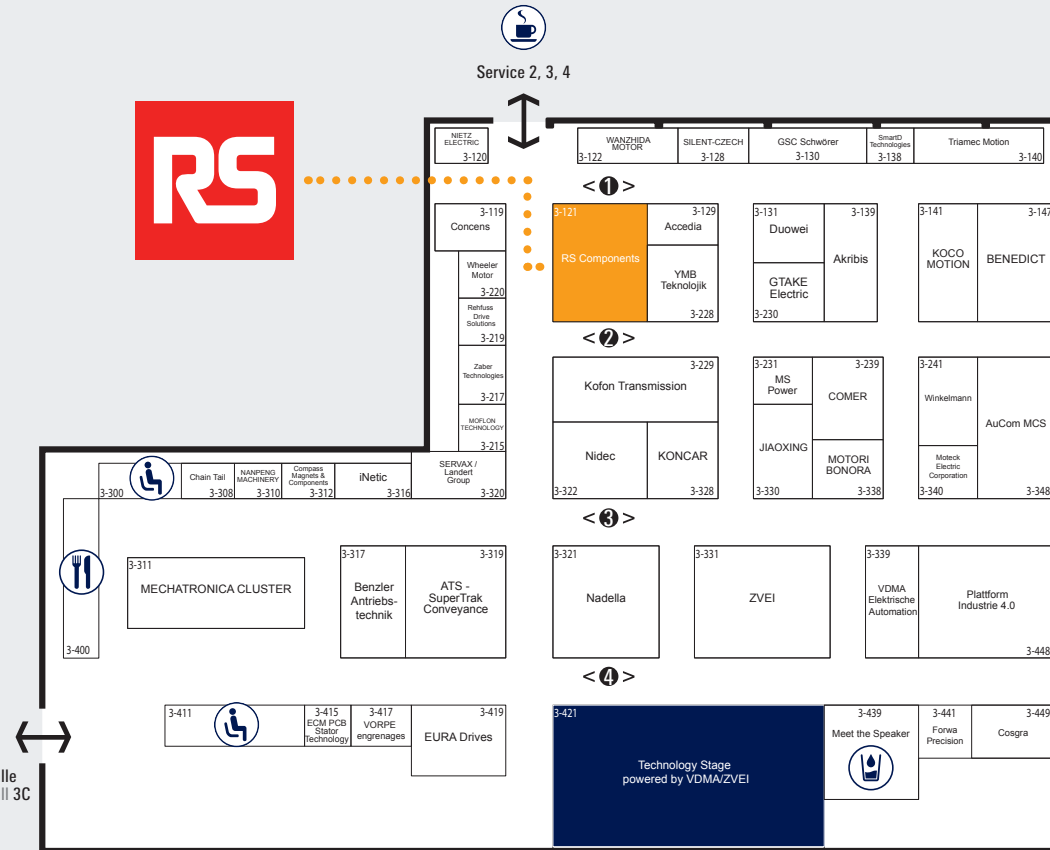 Service 2, 3, 4
RS
NIETZ
ELECTRIC
3-120
WANZHIDA
MOTOR
3-122
SILENT-CZECH
3-128
GSC Schwörer
3-130
SmartD
Technologies
3-138
Triamec Motion
3-140
< 1 >
3-119
Concens
3-121
RS Components
3-129
Accedia
YMB
Teknolojik
3-228
3-131
Duowei
GTAKE
Electric
3-230
3-139
Akribis
3-141
KOCO
MOTION
3-147
BENEDICT
Wheeler
Motor
3-220
Rehfuss
Drive
Solutions
3-219
Zaber
Technologies
3-217
MOFLON
TECHNOLOGY
3-215
< 2 >
3-229
Kofon Transmission
Nidec
3-322
KONCAR
3-328
3-231
MS
Power
JIAOXING
3-330
3-239
COMER
MOTORI
BONORA
3-338
3-241
Winkelmann
Moteck
Electric
Corporation
3-340
AuCom MCS
3-348
3-300
Chain Tail
3-308
NANPENG
MACHINERY
3-310
Compass
Magnets &
Components
3-312
iNetic
3-316
SERVAX /
Landert
Group
3-320
< 3 >
3-311
MECHATRONICA CLUSTER
3-317
Benzler
Antriebs-
technik
3-319
ATS -
SuperTrak
Conveyance
3-321
Nadella
3-331
ZVEI
3-339
VDMA
Elektrische
Automation
Plattform
Industrie 4.0
3-448
3-400
< 4 >
3-411
3-415
ECM PCB
Stator
Technology
3-417
VORPE
engrenages
3-419
EURA Drives
3-421
Technology Stage
powered by VDMA/ZVEI
3-439
Meet the Speaker
3-441
Forwa
Precision
3-449
Cosgra
lle
ll 3C